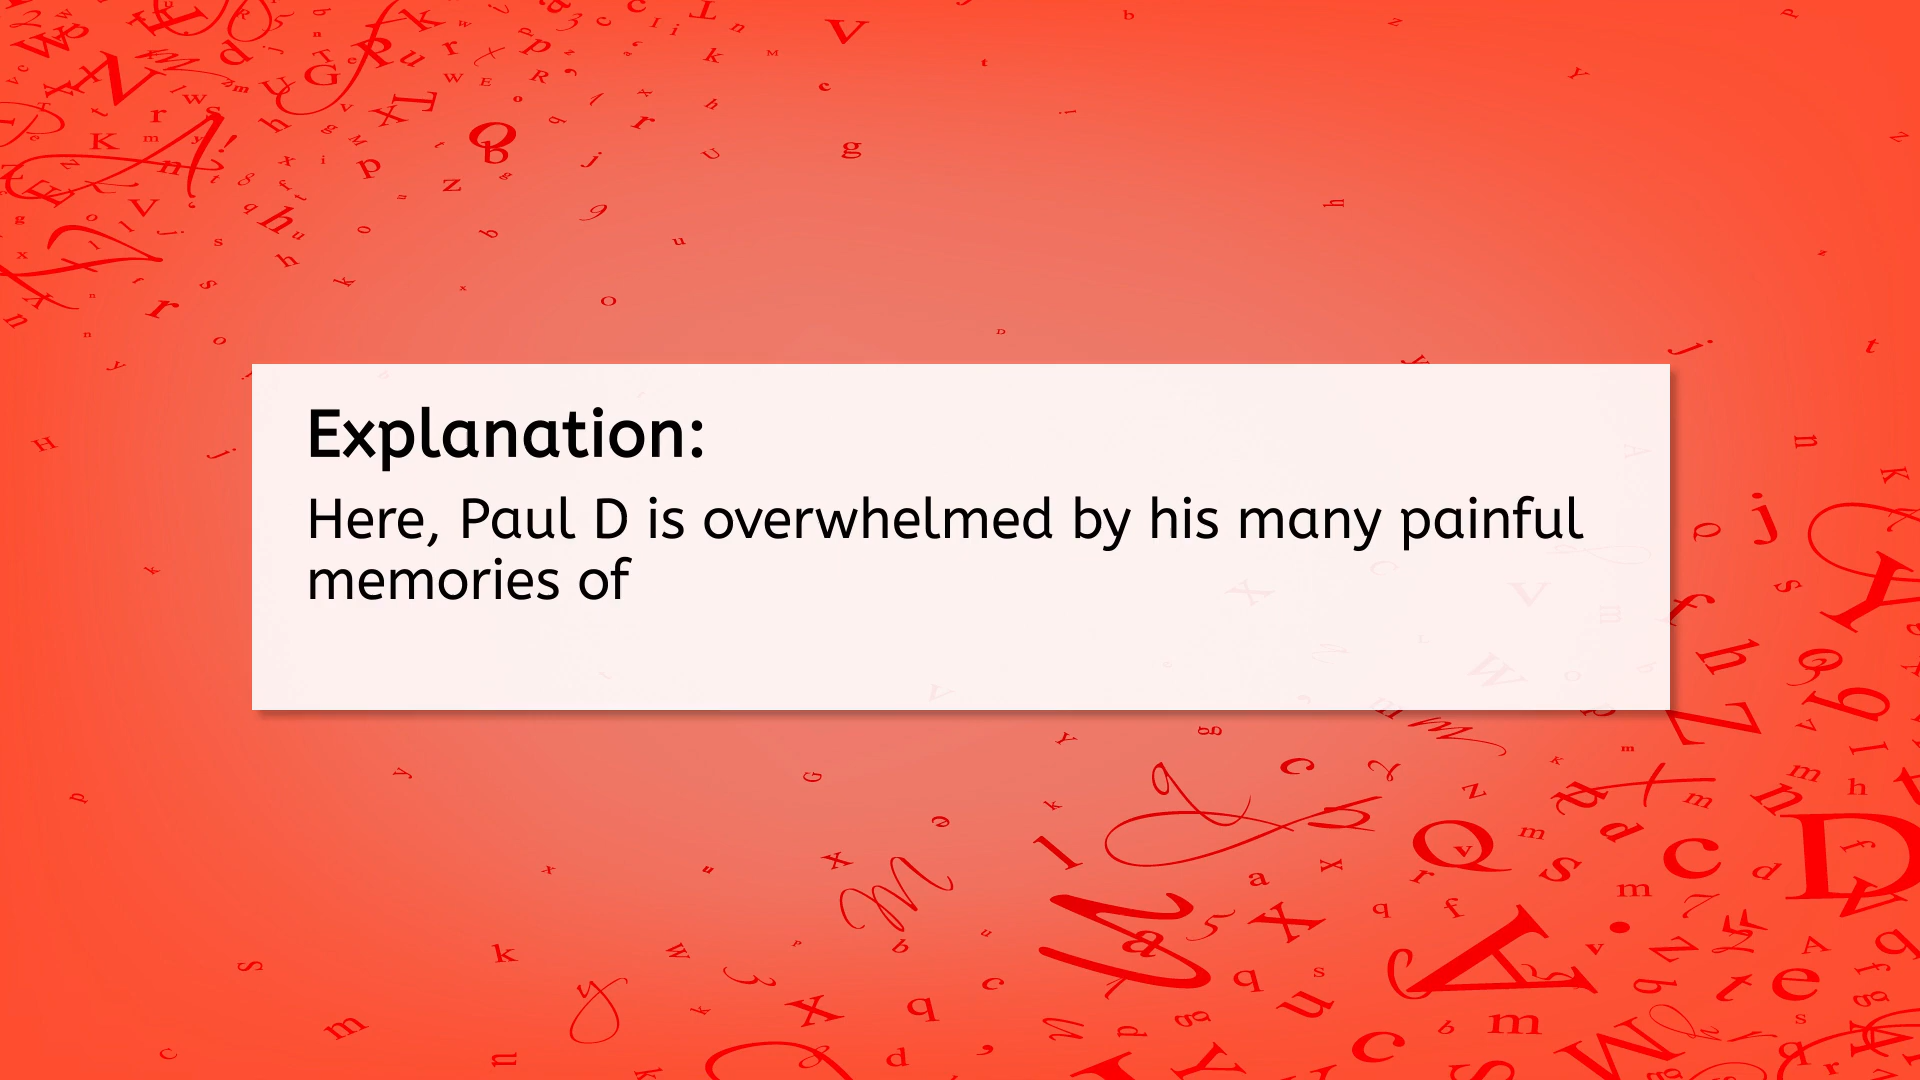 Explanation:
Here, Paul D is overwhelmed by his many painful
memories of